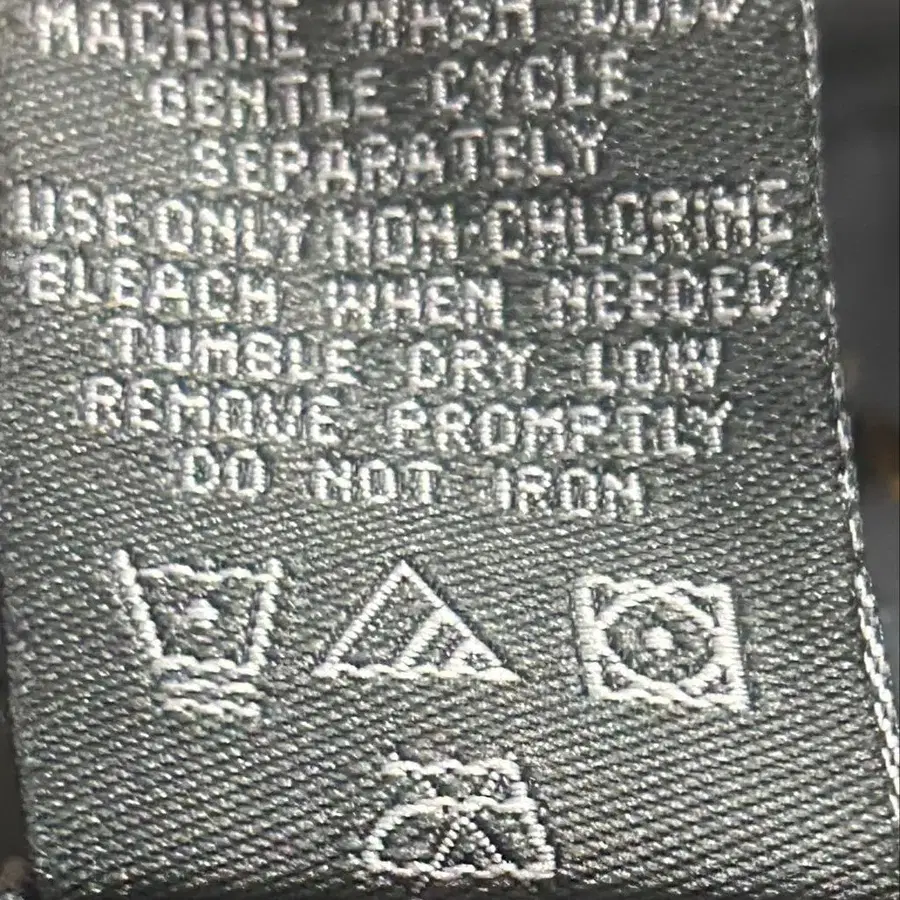 MACHINE WASH COLD
GENTLE CYCLE
SEPARATELY
USE ONLY NON-CHLORINE
BLEACH WHEN NEEDED
TUMBLE DRY LOW
REMOVE PROMPTLY
DO NOT IRON